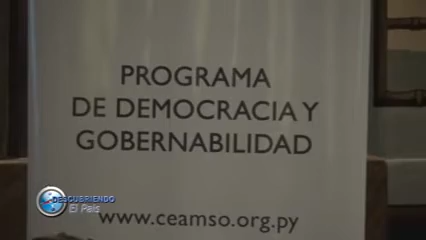 PROGRAMA
DE DEMOCRACIA Y
GOBERNABILIDAD
DESCUBRIENDO
El País
www.ceamso.org.py